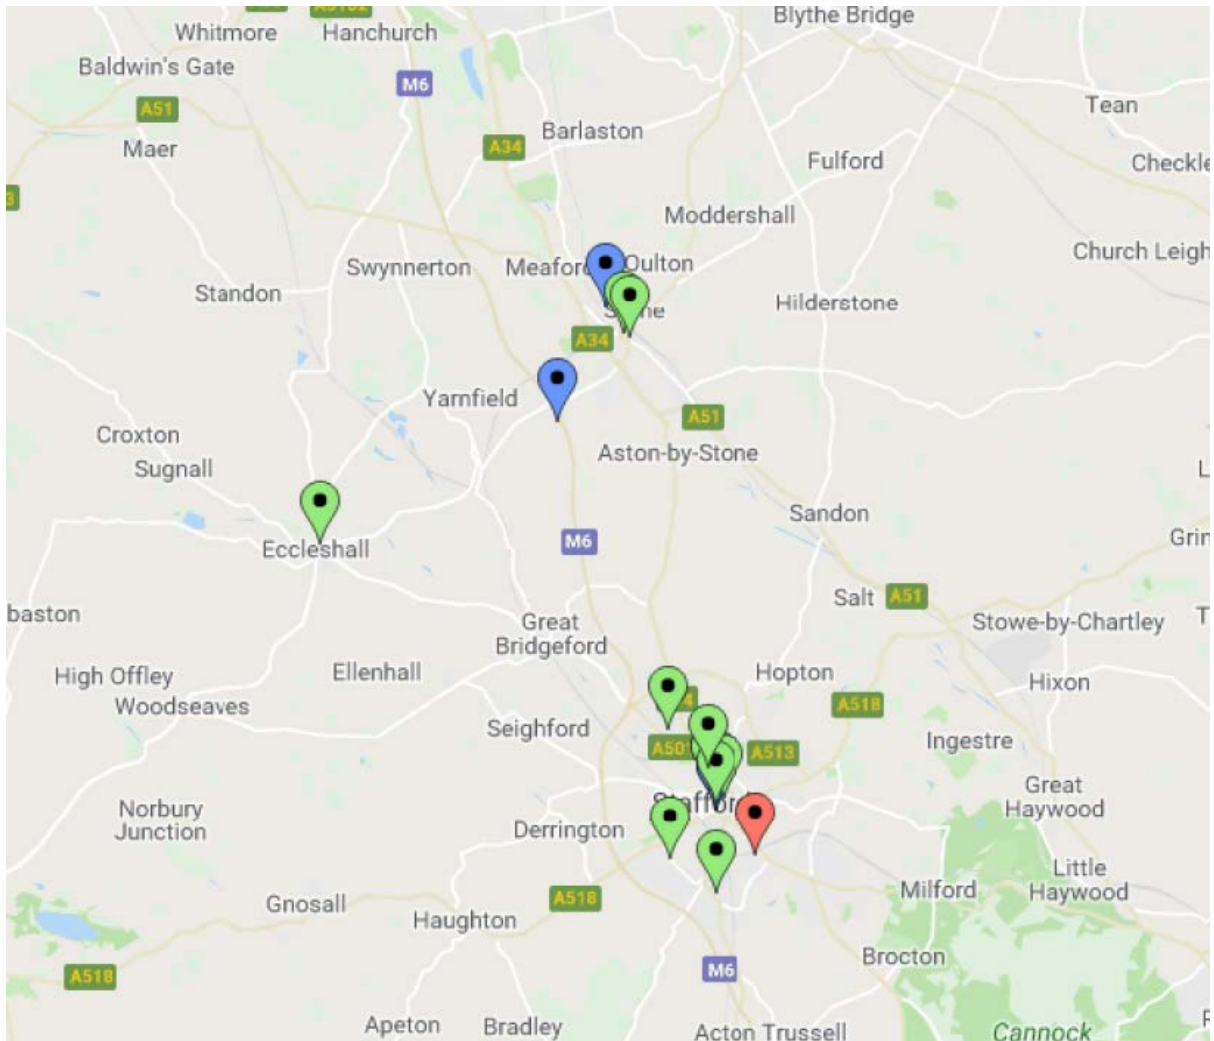 Blythe Bridge
Whitmore
Hanchurch
Baldwin's Gate
M6
A51
Tean
Barlaston
A34
Maer
Fulford
Moddershall
Church Leigh
Swynnerton
Oulton
Standon
Hilderstone
A34
Yarnfield
A51
Croxton
Aston-by-Stone
Sugnall
Sandon
M6
Eccleshall
Salt
A51
baston
Great
Bridgeford
Stowe-by-Chartley
Ellenhall
Hopton
High Offley
Hixon
Woodseaves
A518
Seighford
Ingestre
A513
Great
Haywood
Norbury
Junction
Derrington
Little
Haywood
Milford
A518
Gnosall
Haughton
Brocton
M6
A518
Apeton
Bradley
Acton Trussell
Cannock